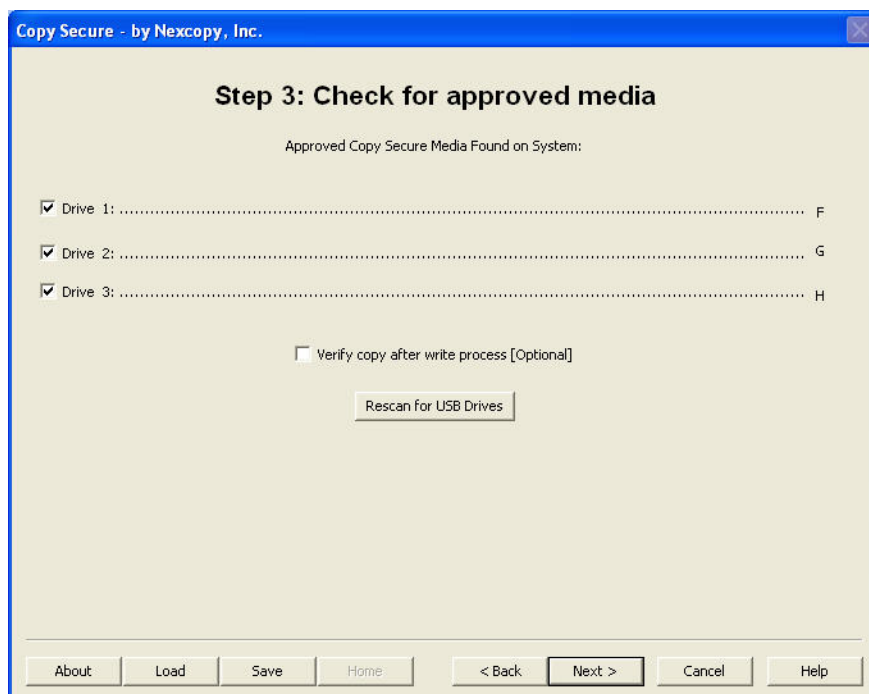 Copy Secure - by Nexcopy, Inc.
Step 3: Check for approved media
Approved Copy Secure Media Found on System:
Drive 1: ........................................................................................................ F
Drive 2: ........................................................................................................ G
Drive 3: ........................................................................................................ H
Verify copy after write process [Optional]
Rescan for USB Drives
About Load Save Home < Back Next > Cancel Help